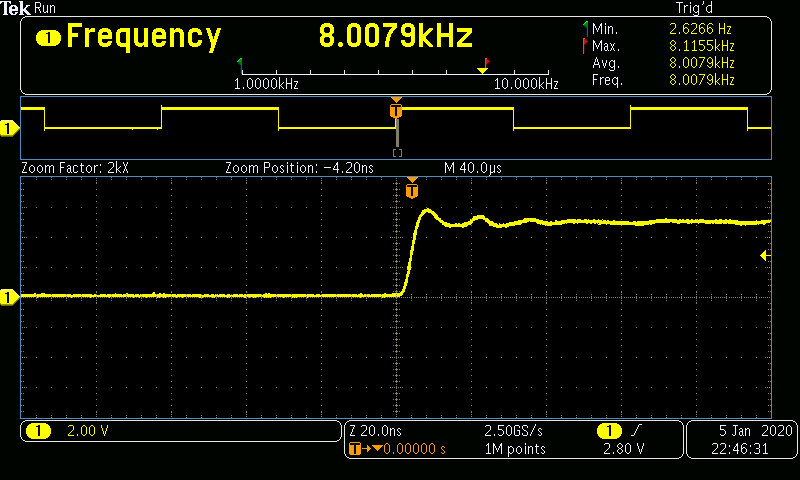 Tek Run Trig'd
1 Frequency 8.0079kHz
1.0000kHz 10.000kHz
Min. 2.6266 Hz
Max. 8.1155kHz
Avg. 8.0079kHz
Freq. 8.0079kHz
T
1
Zoom Factor: 2kX Zoom Position: −4.20ns M 40.0µs
T
1
1 2.00 V
Z 20.0ns 2.50GS/s 1 2.80 V
T→▼0.00000 s 1M points
5 Jan 2020
22:46:31